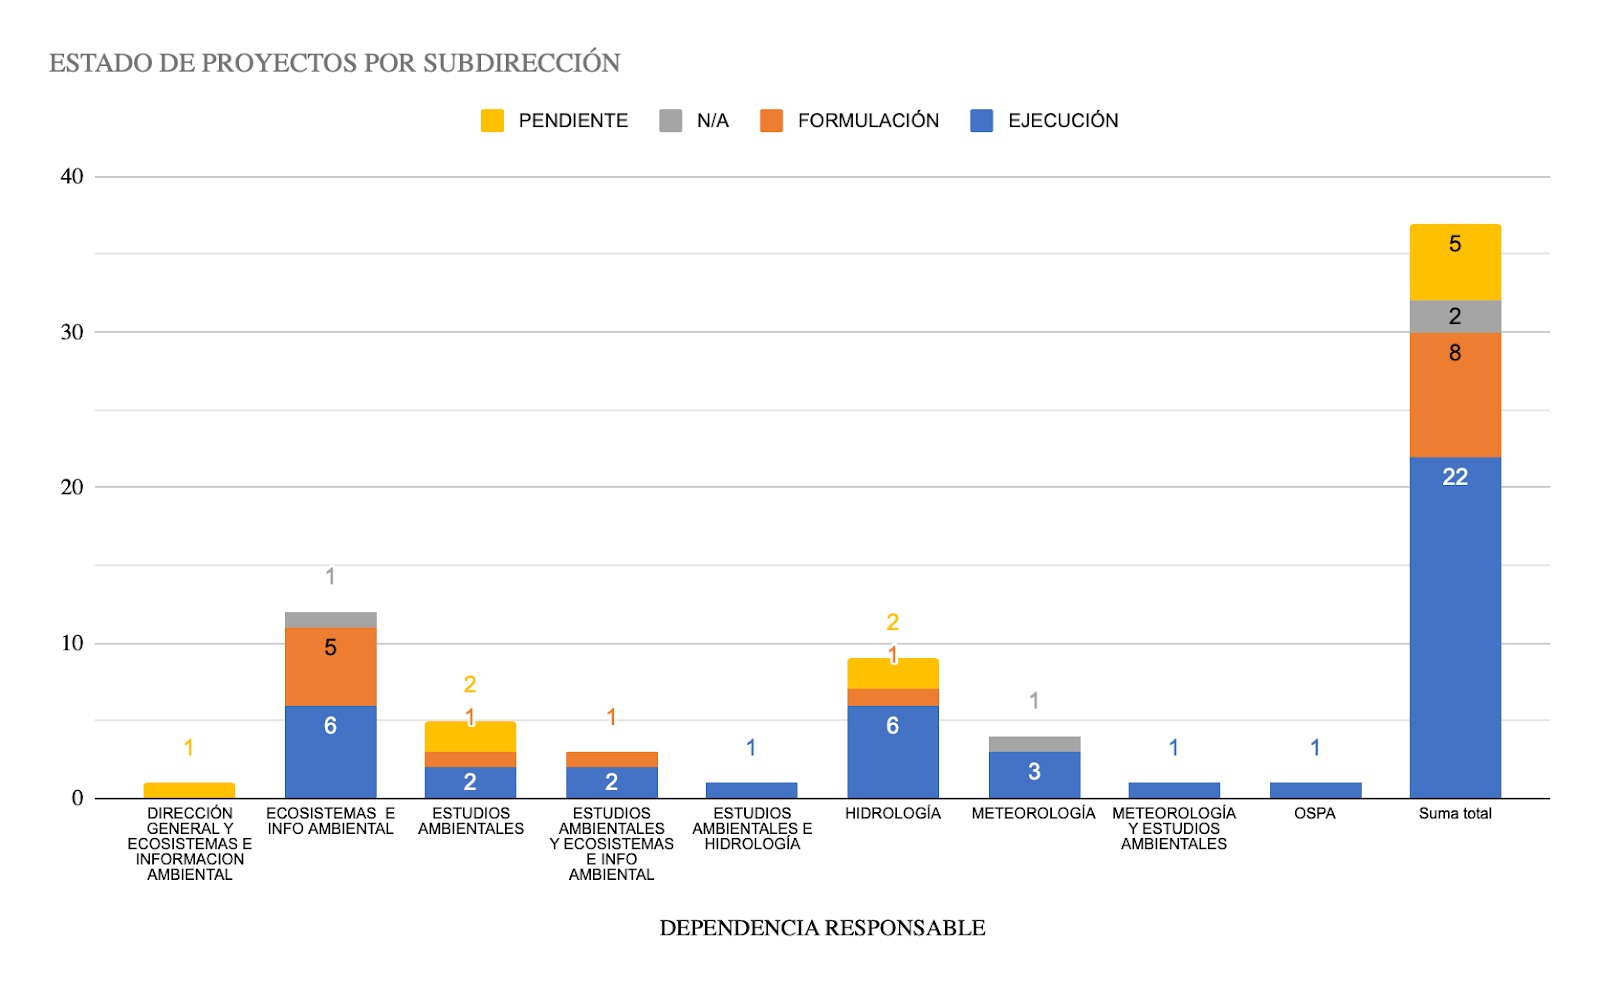 ESTADO DE PROYECTOS POR SUBDIRECCIÓN
PENDIENTE N/A FORMULACIÓN EJECUCIÓN
40
30
20
10
0
1
1
5
6
2
1
2
1
2
1
2
1
6
1
3
1
1
5
2
8
22
DIRECCIÓN
GENERAL Y
ECOSISTEMAS E
INFORMACION
AMBIENTAL
ECOSISTEMAS E
INFO AMBIENTAL
ESTUDIOS
AMBIENTALES
ESTUDIOS
AMBIENTALES
Y ECOSISTEMAS
E INFO
AMBIENTAL
ESTUDIOS
AMBIENTALES E
HIDROLOGÍA
HIDROLOGÍA
METEOROLOGÍA
METEOROLOGÍA
Y ESTUDIOS
AMBIENTALES
OSPA
Suma total
DEPENDENCIA RESPONSABLE